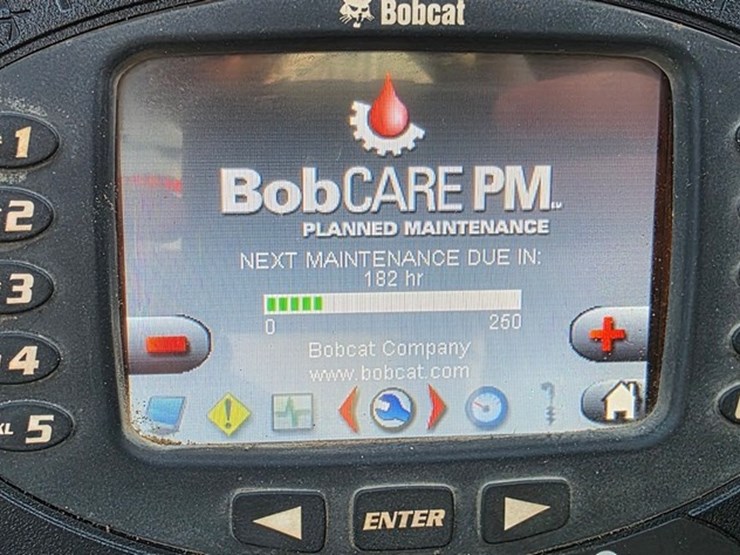 Bobcat
1
2
3
4
5
BobCARE PM
PLANNED MAINTENANCE
NEXT MAINTENANCE DUE IN:
182 hr
0 250
Bobcat Company
www.bobcat.com
ENTER